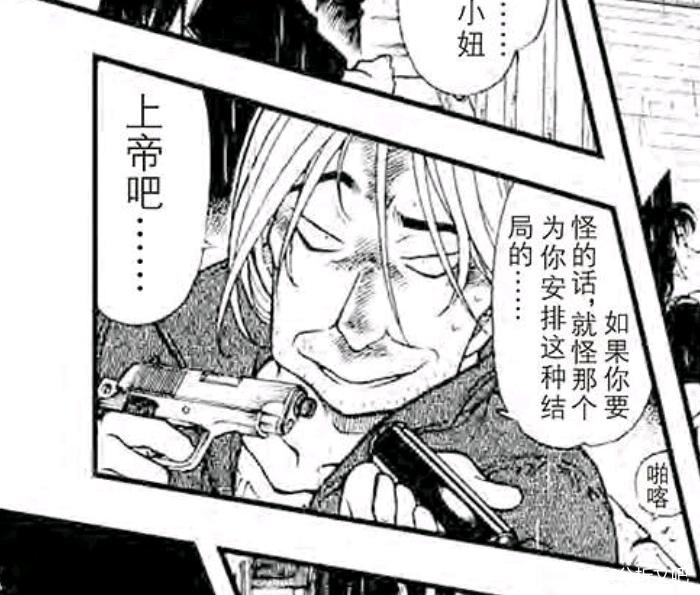 ……
小妞
如果你要
怪的话，就怪那个
为你安排这种结
局的……
上帝吧……
啪
喀